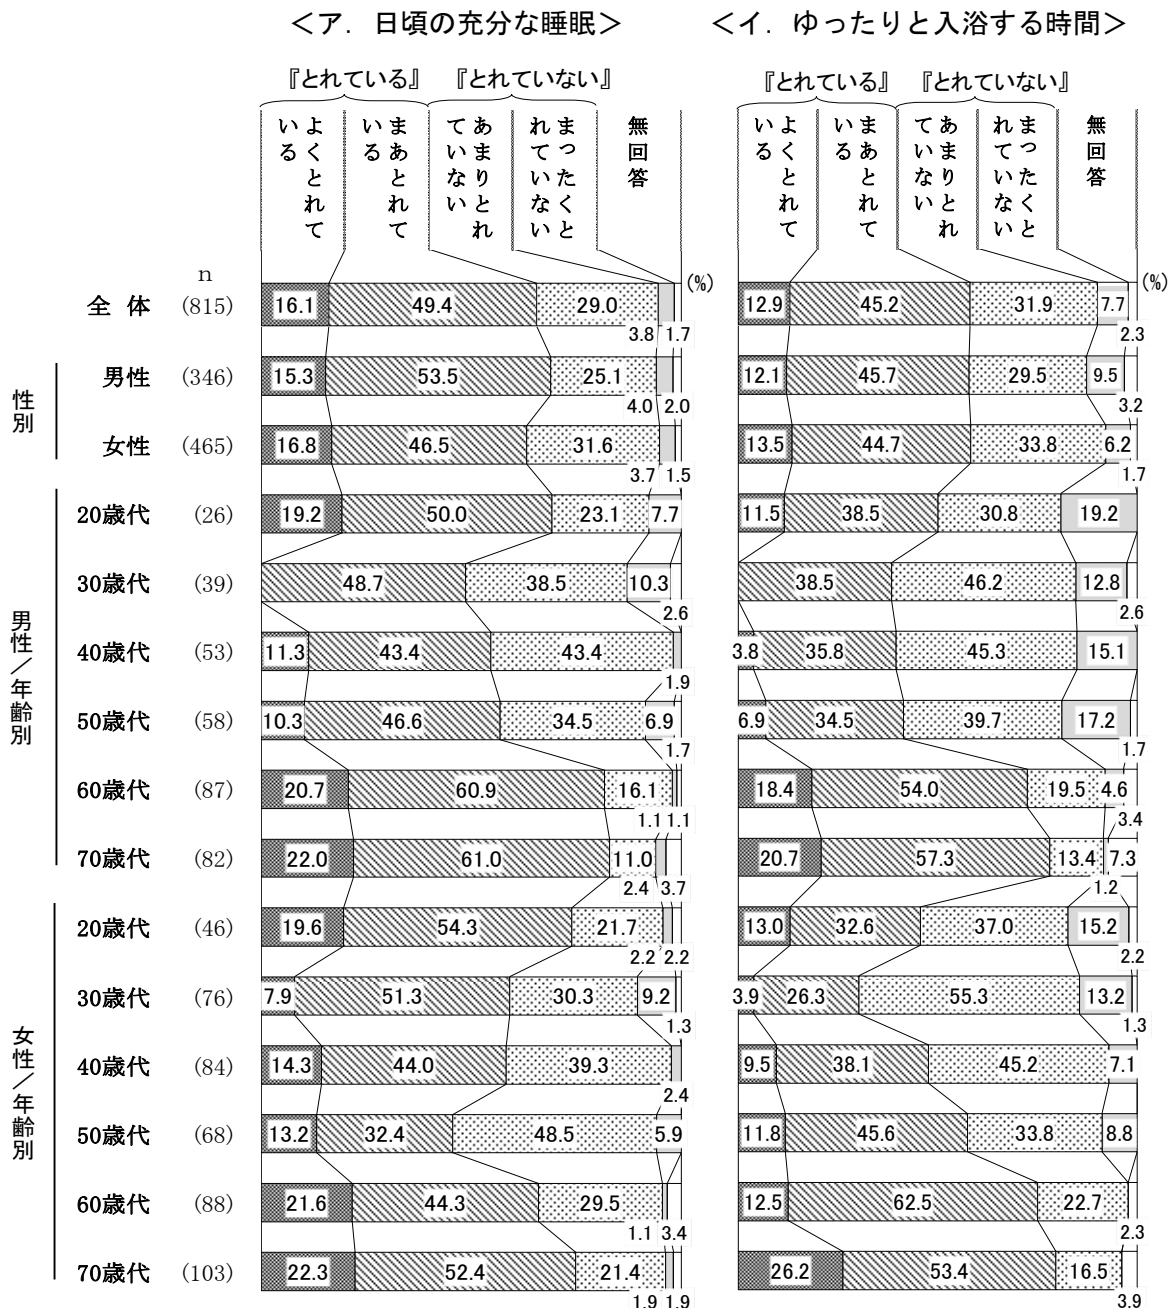 ＜ア．日頃の充分な睡眠＞
＜イ．ゆったりと入浴する時間＞
『とれている』 『とれていない』
『とれている』 『とれていない』
よくとれている
まあとれている
あまりとれていない
まったくとれていない
無回答
よくとれている
まあとれている
あまりとれていない
まったくとれていない
無回答
n
(%)
(%)
全 体 (815) 16.1 49.4 29.0 3.8 1.7 12.9 45.2 31.9 7.7 2.3
性別
男性 (346) 15.3 53.5 25.1 4.0 2.0 12.1 45.7 29.5 9.5 3.2
女性 (465) 16.8 46.5 31.6 3.7 1.5 13.5 44.7 33.8 6.2 1.7
男性／年齢別
20歳代 (26) 19.2 50.0 23.1 7.7 11.5 38.5 30.8 19.2
30歳代 (39) 48.7 38.5 10.3 2.6 38.5 46.2 12.8 2.6
40歳代 (53) 11.3 43.4 43.4 1.9 3.8 35.8 45.3 15.1
50歳代 (58) 10.3 46.6 34.5 6.9 1.7 6.9 34.5 39.7 17.2 1.7
60歳代 (87) 20.7 60.9 16.1 1.1 1.1 18.4 54.0 19.5 4.6 3.4
70歳代 (82) 22.0 61.0 11.0 2.4 3.7 20.7 57.3 13.4 1.2 7.3
女性／年齢別
20歳代 (46) 19.6 54.3 21.7 2.2 2.2 13.0 32.6 37.0 15.2 2.2
30歳代 (76) 7.9 51.3 30.3 9.2 1.3 3.9 26.3 55.3 13.2 1.3
40歳代 (84) 14.3 44.0 39.3 2.4 9.5 38.1 45.2 7.1
50歳代 (68) 13.2 32.4 48.5 5.9 11.8 45.6 33.8 8.8
60歳代 (88) 21.6 44.3 29.5 1.1 3.4 12.5 62.5 22.7 2.3
70歳代 (103) 22.3 52.4 21.4 1.9 1.9 26.2 53.4 16.5 3.9